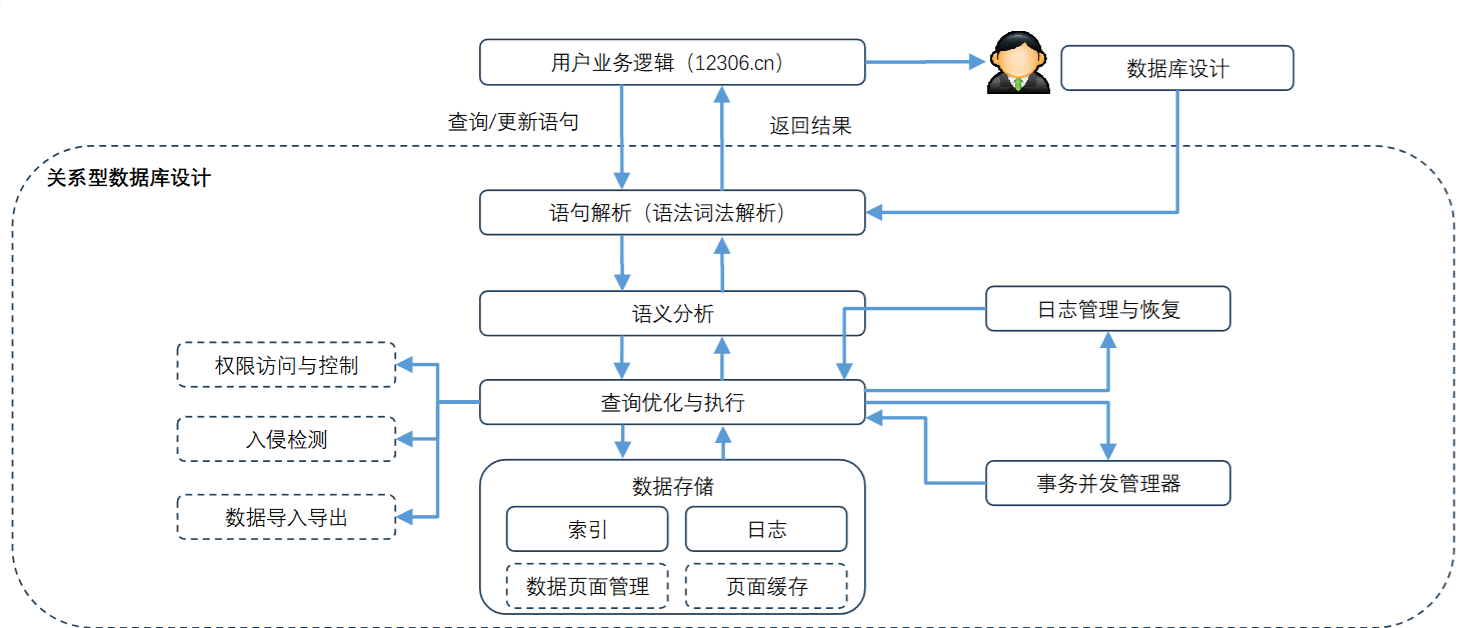 用户业务逻辑（12306.cn）
数据库设计
查询/更新语句
返回结果
关系型数据库设计
语句解析（语法词法解析）
语义分析
日志管理与恢复
权限访问与控制
查询优化与执行
入侵检测
数据存储
事务并发管理器
数据导入导出
索引
日志
数据页面管理
页面缓存